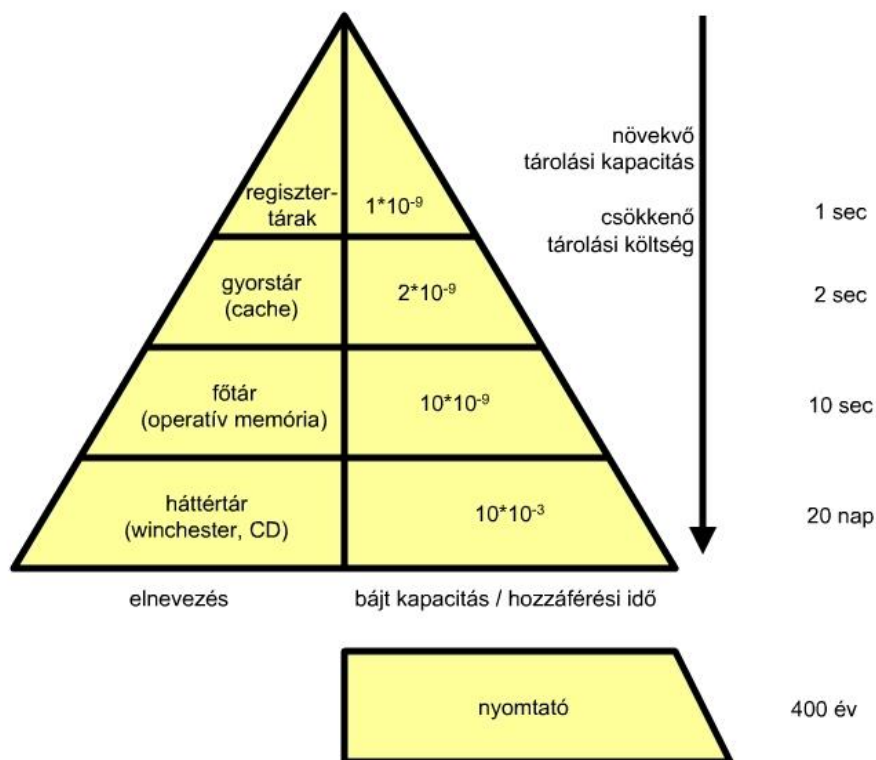 növekvő
tárolási kapacitás
regiszter-
tárak
1*10⁻⁹
csökkenő
tárolási költség
1 sec
gyorstár
(cache)
2*10⁻⁹
2 sec
főtár
(operatív memória)
10*10⁻⁹
10 sec
háttértár
(winchester, CD)
10*10⁻³
20 nap
elnevezés
bájt kapacitás / hozzáférési idő
nyomtató
400 év